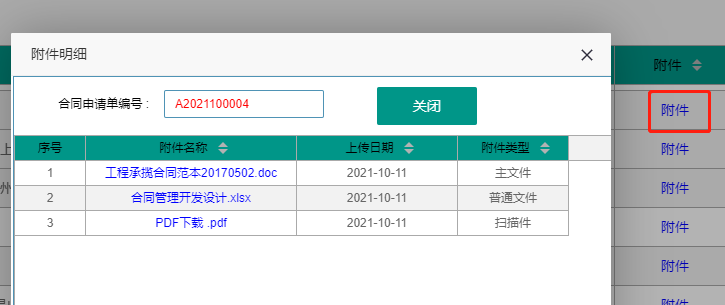 附件明细
附件
合同申请单编号： A2021100004 关闭
附件
序号 附件名称 上传日期 附件类型
上 附件
1 工程承揽合同范本20170502.doc 2021-10-11 主文件
州 附件
2 合同管理开发设计.xlsx 2021-10-11 普通文件
3 PDF下载 .pdf 2021-10-11 扫描件
附件
附件
附件